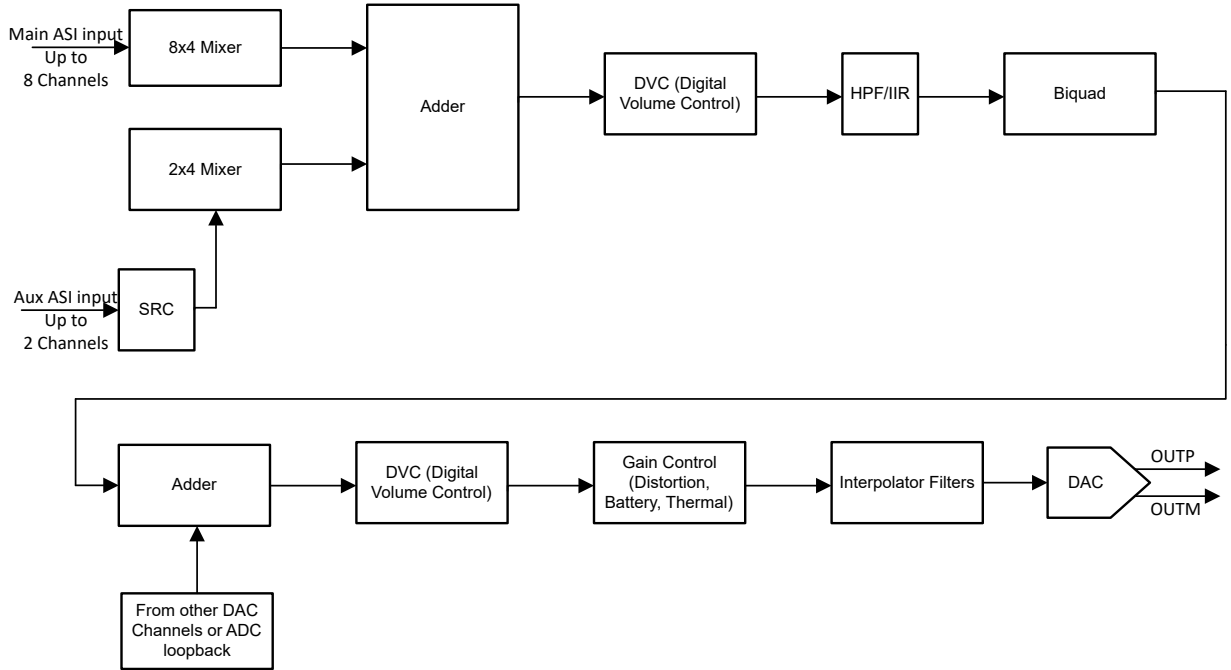 Main ASI input
Up to
8 Channels
8x4 Mixer
2x4 Mixer
Aux ASI input
Up to
2 Channels
SRC
Adder
DVC (Digital
Volume Control)
HPF/IIR
Biquad
Adder
From other DAC
Channels or ADC
loopback
DVC (Digital
Volume Control)
Gain Control
(Distortion,
Battery, Thermal)
Interpolator Filters
DAC
OUTP
OUTM